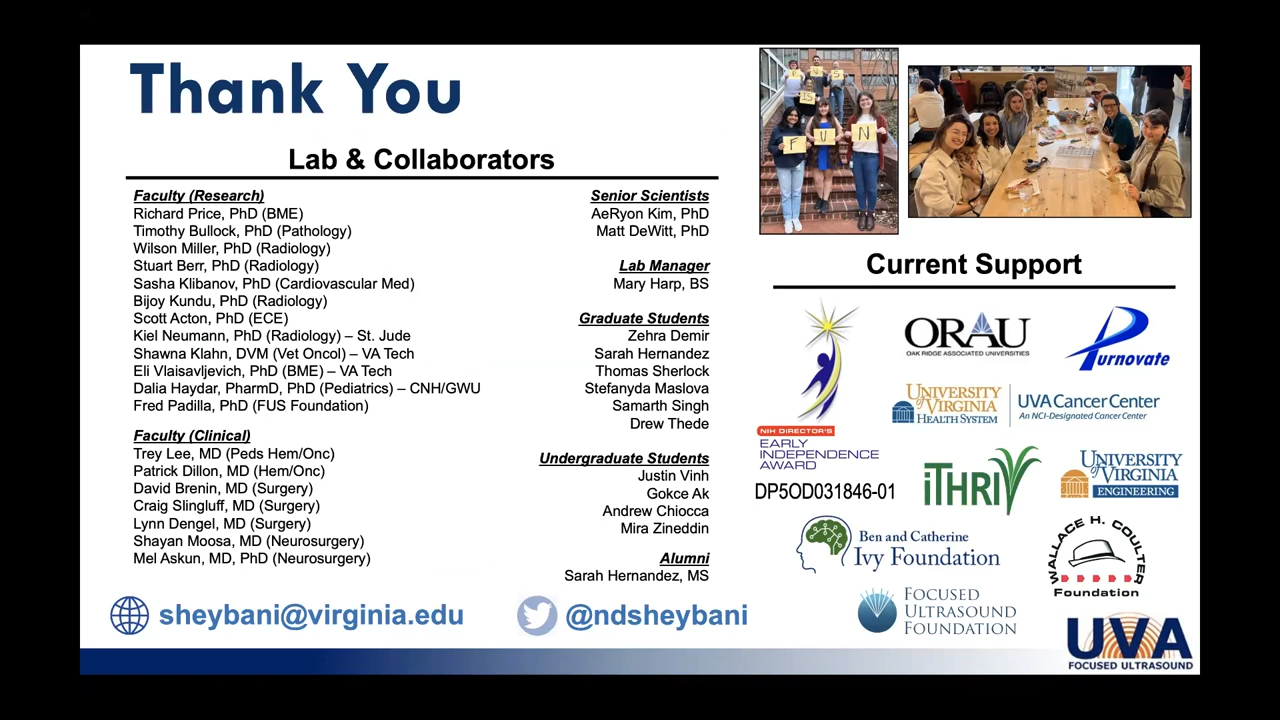 Thank You
Lab & Collaborators
Faculty (Research)
Richard Price, PhD (BME)
Timothy Bullock, PhD (Pathology)
Wilson Miller, PhD (Radiology)
Stuart Berr, PhD (Radiology)
Sasha Klibanov, PhD (Cardiovascular Med)
Bijoy Kundu, PhD (Radiology)
Scott Acton, PhD (ECE)
Kiel Neumann, PhD (Radiology) – St. Jude
Shawna Klahn, DVM (Vet Oncol) – VA Tech
Eli Vlaisavljevich, PhD (BME) – VA Tech
Dalia Haydar, PharmD, PhD (Pediatrics) – CNH/GWU
Fred Padilla, PhD (FUS Foundation)
Faculty (Clinical)
Trey Lee, MD (Peds Hem/Onc)
Patrick Dillon, MD (Hem/Onc)
David Brenin, MD (Surgery)
Craig Slingluff, MD (Surgery)
Lynn Dengel, MD (Surgery)
Shayan Moosa, MD (Neurosurgery)
Mel Askun, MD, PhD (Neurosurgery)
Senior Scientists
AeRyon Kim, PhD
Matt DeWitt, PhD
Lab Manager
Mary Harp, BS
Graduate Students
Zehra Demir
Sarah Hernandez
Thomas Sherlock
Stefanyda Maslova
Samarth Singh
Drew Thede
Undergraduate Students
Justin Vinh
Gokce Ak
Andrew Chiocca
Mira Zineddin
Alumni
Sarah Hernandez, MS
sheybani@virginia.edu
@ndsheybani
F U S
IS
F U N
Current Support
NIH DIRECTOR'S
EARLY
INDEPENDENCE
AWARD
DP5OD031846-01
ORAU
OAK RIDGE ASSOCIATED UNIVERSITIES
Purnovate
UNIVERSITY
of VIRGINIA
HEALTH SYSTEM
UVA Cancer Center
An NCI-Designated Cancer Center
iTHRIV
UNIVERSITY
of VIRGINIA
ENGINEERING
Ben and Catherine
Ivy Foundation
WALLACE H. COULTER
Foundation
FOCUSED
ULTRASOUND
FOUNDATION
UVA
FOCUSED ULTRASOUND